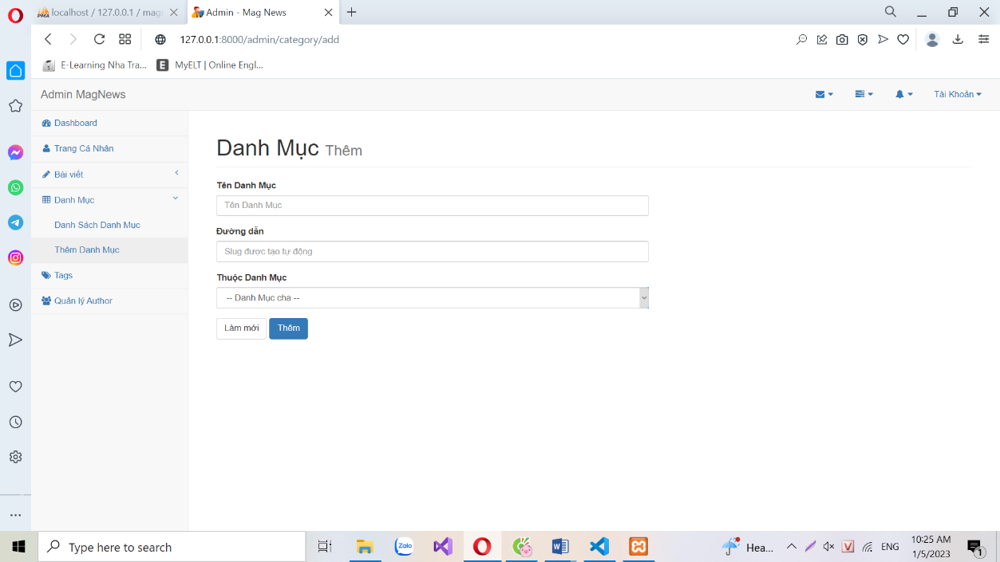 localhost / 127.0.0.1 / mag
Admin - Mag News
127.0.0.1:8000/admin/category/add
E-Learning Nha Tra...
MyELT | Online Engl...
Admin MagNews
Tài Khoản
Dashboard
Trang Cá Nhân
Bài viết
Danh Mục
Danh Sách Danh Mục
Thêm Danh Mục
Tags
Quản lý Author
Danh Mục Thêm
Tên Danh Mục
Tên Danh Mục
Đường dẫn
Slug được tạo tự động
Thuộc Danh Mục
-- Danh Mục cha --
Làm mới
Thêm
Type here to search
Zalo
Hea...
ENG
10:25 AM
1/5/2023
1